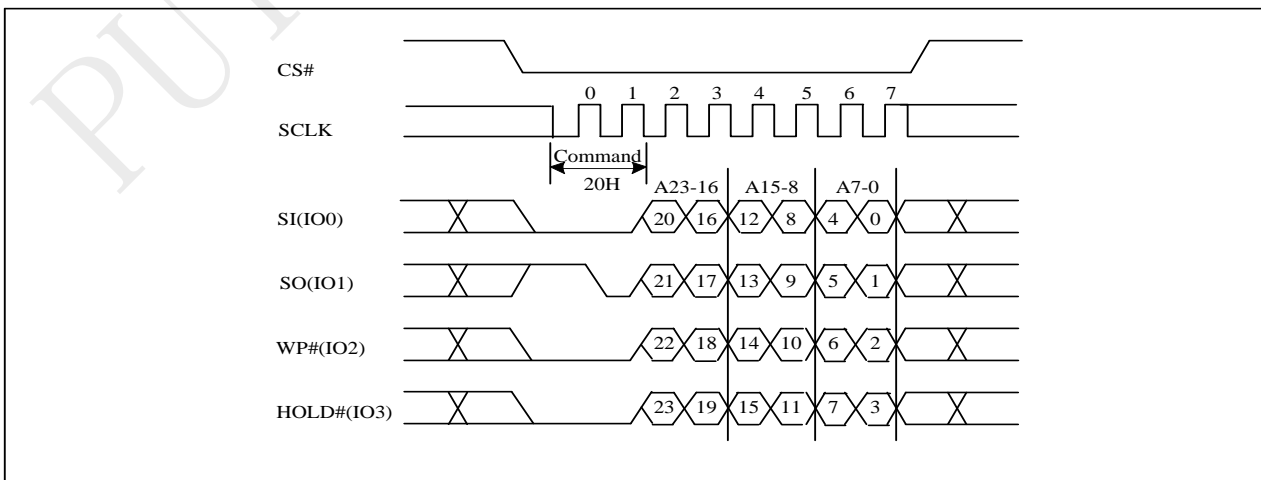 PUY
CS#
0 1 2 3 4 5 6 7
SCLK
Command
20H
A23-16 A15-8 A7-0
SI(IO0)
20 16 12 8 4 0
SO(IO1)
21 17 13 9 5 1
WP#(IO2)
22 18 14 10 6 2
HOLD#(IO3)
23 19 15 11 7 3